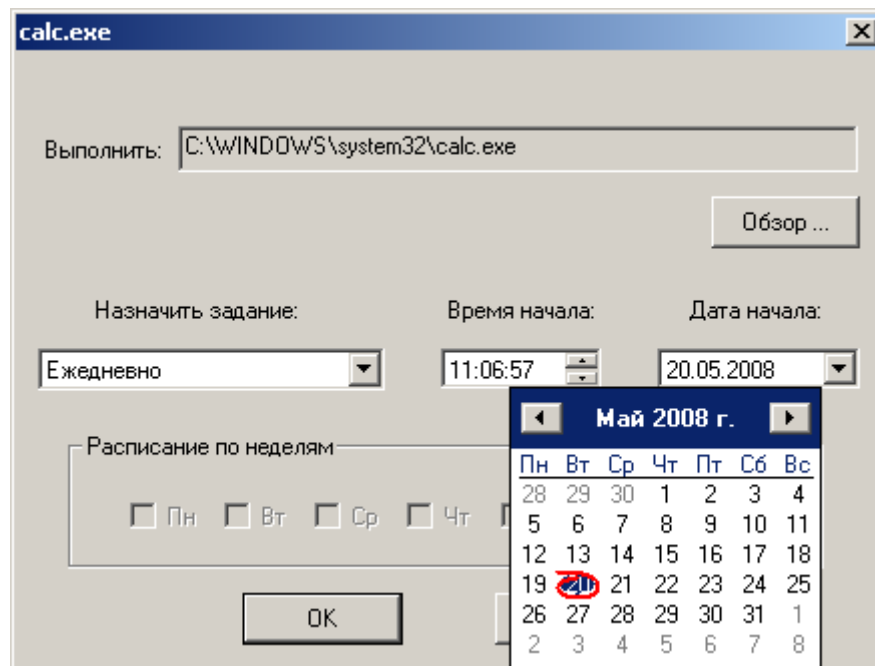 calc.exe
Выполнить: C:\WINDOWS\system32\calc.exe
Обзор ...
Назначить задание: Время начала: Дата начала:
Ежедневно 11:06:57 20.05.2008
Май 2008 г.
Расписание по неделям
Пн Вт Ср Чт Пт Сб Вс
28 29 30 1 2 3 4
Пн Вт Ср Чт
5 6 7 8 9 10 11
12 13 14 15 16 17 18
19 20 21 22 23 24 25
OK
26 27 28 29 30 31 1
2 3 4 5 6 7 8